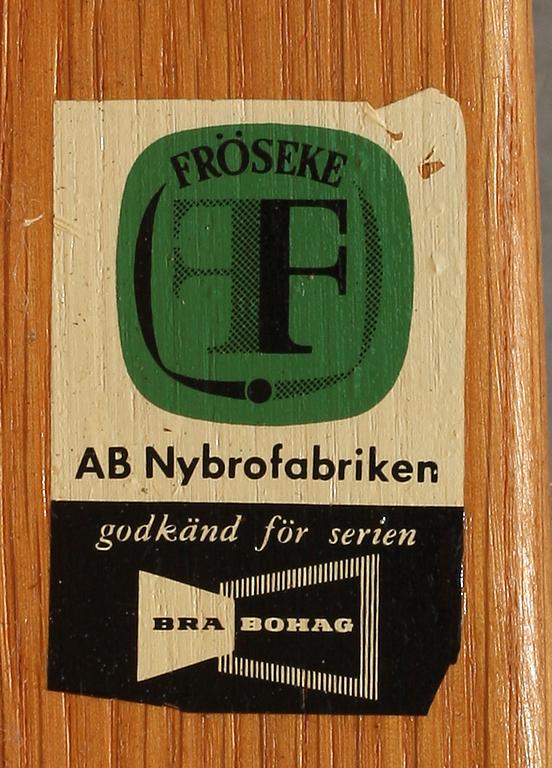 FRÖSEKE
F F
AB Nybrofabriken
godkänd för serien
BRA BOHAG